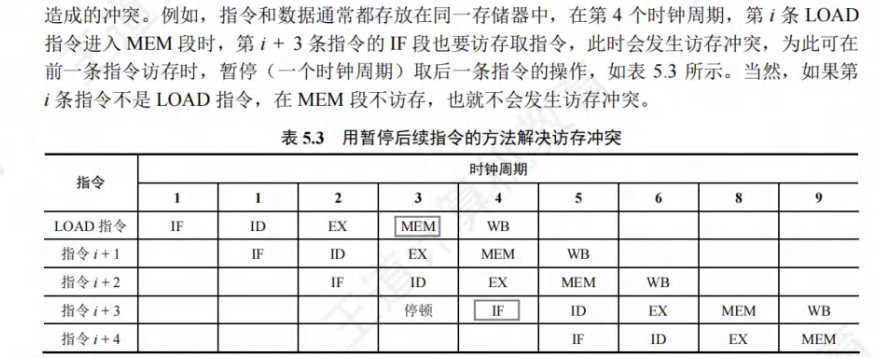 造成的冲突。例如，指令和数据通常都存放在同一存储器中，在第 4 个时钟周期，第 i 条 LOAD
指令进入 MEM 段时，第 i + 3 条指令的 IF 段也要访存取指令，此时会发生访存冲突，为此可在
前一条指令访存时，暂停（一个时钟周期）取后一条指令的操作，如表 5.3 所示。当然，如果第
i 条指令不是 LOAD 指令，在 MEM 段不访存，也就不会发生访存冲突。
表 5.3 用暂停后续指令的方法解决访存冲突
指令 时钟周期
1 1 2 3 4 5 6 8 9
LOAD 指令 IF ID EX MEM WB
指令 i + 1 IF ID EX MEM WB
指令 i + 2 IF ID EX MEM WB
指令 i + 3 停顿 IF ID EX MEM WB
指令 i + 4 IF ID EX MEM